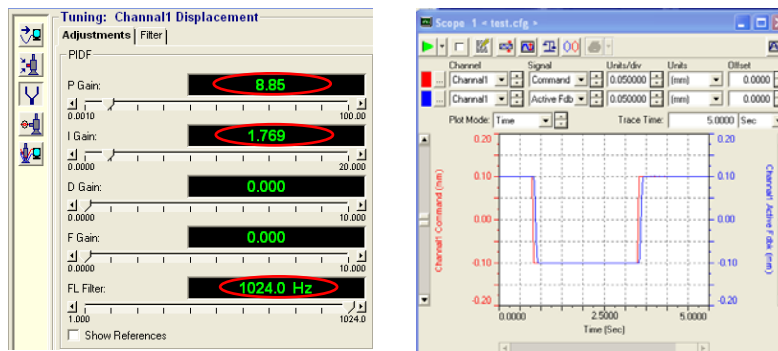 Tuning: Channel1 Displacement
Adjustments Filter
PIDF
P Gain: 8.85
0.0010 100.00
I Gain: 1.769
0.0000 20.000
D Gain: 0.000
0.0000 10.000
F Gain: 0.000
0.0000 10.000
FL Filter: 1024.0 Hz
1.000 1024.0
Show References
Scope 1 < test.cfg >
Channel Signal Units/div Units Offset
Channel1 Command 0.050000 (mm) 0.0000
Channel1 Active Fdb 0.050000 (mm) 0.0000
Plot Mode: Time Trace Time: 5.0000 Sec
0.20 0.20
0.10 0.10
0.00 0.00
-0.10 -0.10
-0.20 -0.20
Channel1 Command (mm)
Channel1 Active Fdbk (mm)
0.0000 2.5000 5.0000
Time (Sec)